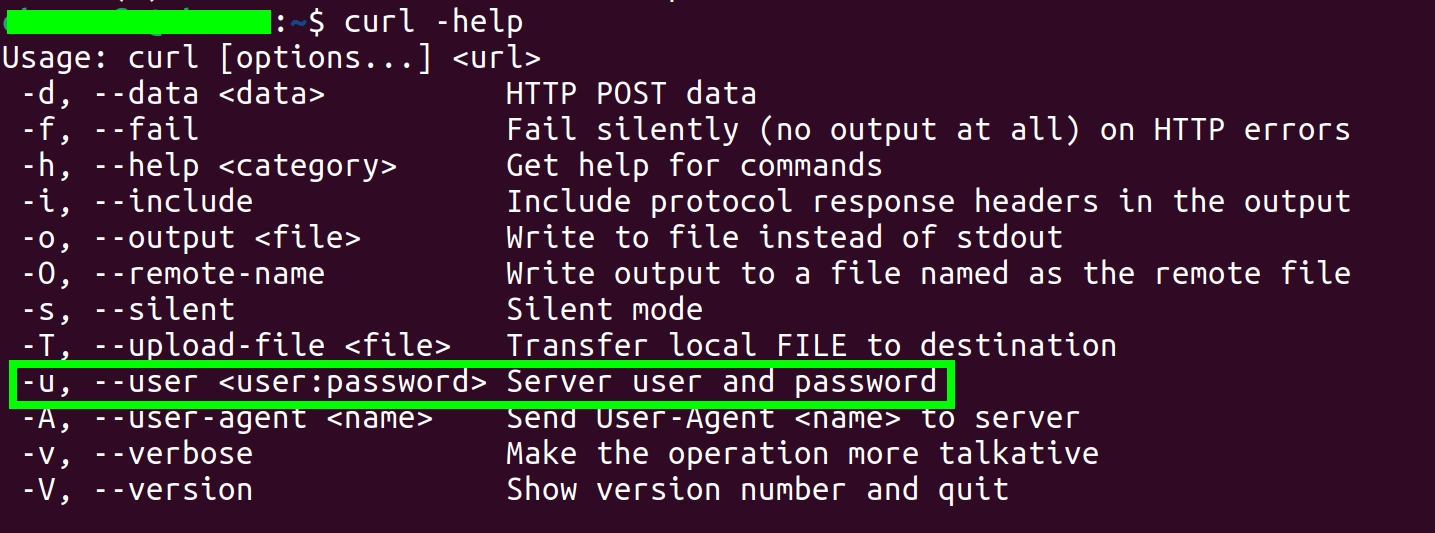 :~$ curl -help
Usage: curl [options...] <url>
-d, --data <data> HTTP POST data
-f, --fail Fail silently (no output at all) on HTTP errors
-h, --help <category> Get help for commands
-i, --include Include protocol response headers in the output
-o, --output <file> Write to file instead of stdout
-O, --remote-name Write output to a file named as the remote file
-s, --silent Silent mode
-T, --upload-file <file> Transfer local FILE to destination
-u, --user <user:password> Server user and password
-A, --user-agent <name> Send User-Agent <name> to server
-v, --verbose Make the operation more talkative
-V, --version Show version number and quit